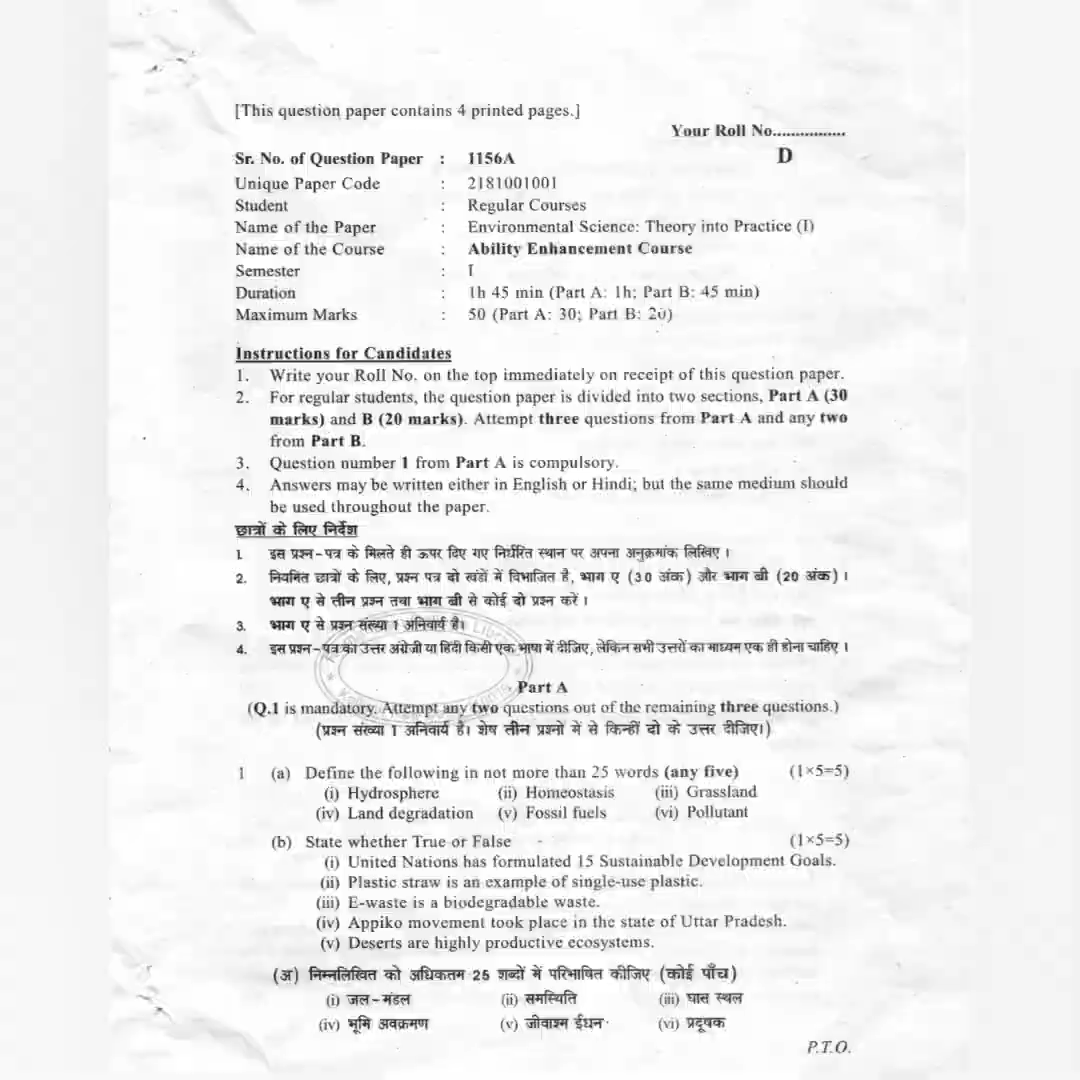 [This question paper contains 4 printed pages.]
Your Roll No................
Sr. No. of Question Paper : 1156A D
Unique Paper Code : 2181001001
Student : Regular Courses
Name of the Paper : Environmental Science: Theory into Practice (I)
Name of the Course : Ability Enhancement Course
Semester : I
Duration : 1h 45 min (Part A: 1h; Part B: 45 min)
Maximum Marks : 50 (Part A: 30; Part B: 20)
Instructions for Candidates
1. Write your Roll No. on the top immediately on receipt of this question paper.
2. For regular students, the question paper is divided into two sections, Part A (30
marks) and B (20 marks). Attempt three questions from Part A and any two
from Part B.
3. Question number 1 from Part A is compulsory.
4. Answers may be written either in English or Hindi; but the same medium should
be used throughout the paper.
छात्रों के लिए निर्देश
1. इस प्रश्न-पत्र के मिलते ही ऊपर दिए गए निर्धारित स्थान पर अपना अनुक्रमांक लिखिए ।
2. नियमित छात्रों के लिए, प्रश्न पत्र दो खंडों में विभाजित है, भाग ए (30 अंक) और भाग बी (20 अंक) ।
भाग ए से तीन प्रश्न तथा भाग बी से कोई दो प्रश्न करें ।
3. भाग ए से प्रश्न संख्या 1 अनिवार्य है।
4. इस प्रश्न-पत्र का उत्तर अंग्रेजी या हिंदी किसी एक भाषा में दीजिए, लेकिन सभी उत्तरों का माध्यम एक ही होना चाहिए ।
Part A
(Q.1 is mandatory. Attempt any two questions out of the remaining three questions.)
(प्रश्न संख्या 1 अनिवार्य है। शेष तीन प्रश्नों में से किन्हीं दो के उत्तर दीजिए।)
1 (a) Define the following in not more than 25 words (any five) (1×5=5)
(i) Hydrosphere (ii) Homeostasis (iii) Grassland
(iv) Land degradation (v) Fossil fuels (vi) Pollutant
(b) State whether True or False (1×5=5)
(i) United Nations has formulated 15 Sustainable Development Goals.
(ii) Plastic straw is an example of single-use plastic.
(iii) E-waste is a biodegradable waste.
(iv) Appiko movement took place in the state of Uttar Pradesh.
(v) Deserts are highly productive ecosystems.
(अ) निम्नलिखित को अधिकतम 25 शब्दों में परिभाषित कीजिए (कोई पाँच)
(i) जल-मंडल (ii) समस्थिति (iii) घास स्थल
(iv) भूमि अवक्रमण (v) जीवाश्म ईंधन (vi) प्रदूषक
P.T.O.